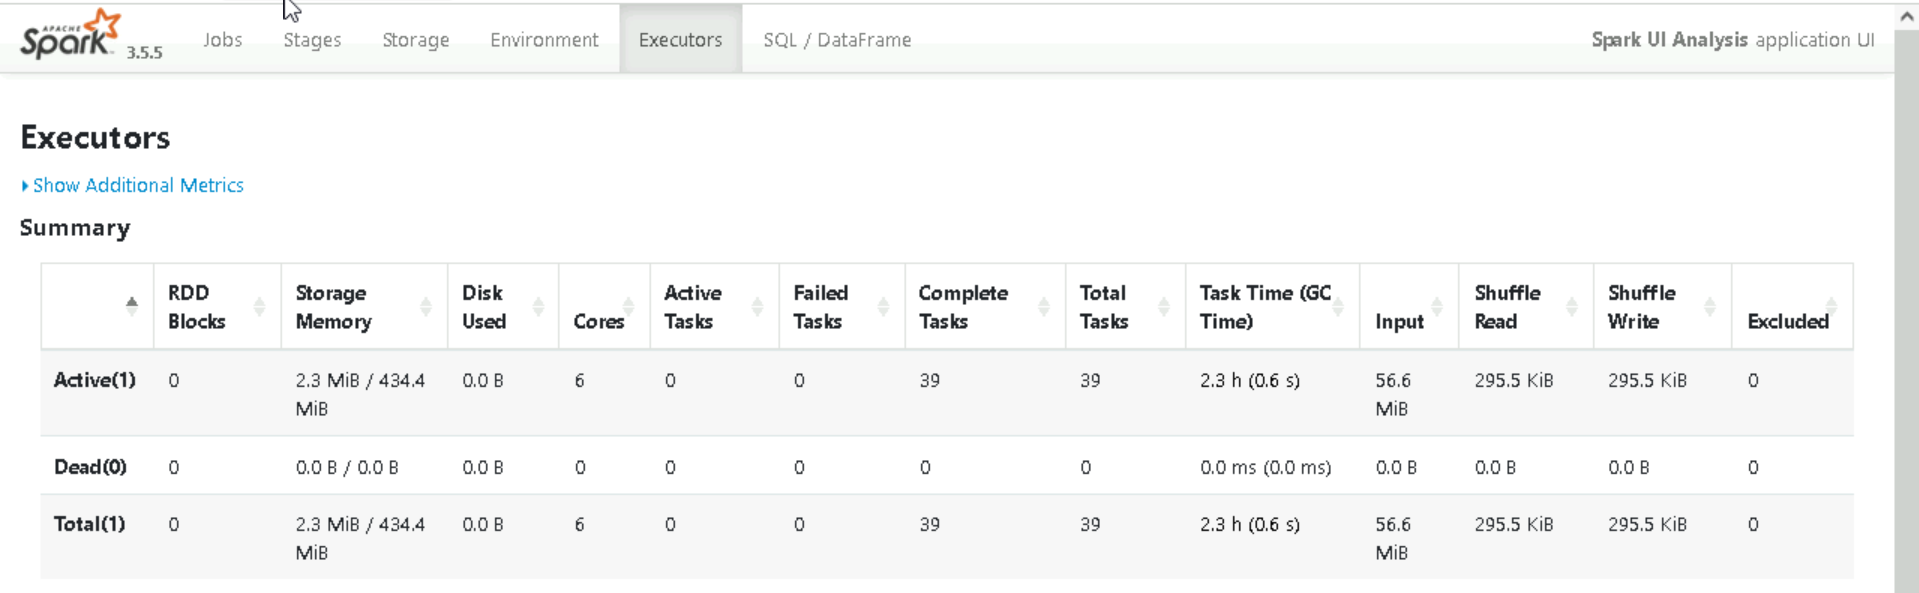 APACHE
Spark 3.5.5 Jobs Stages Storage Environment Executors SQL / DataFrame Spark UI Analysis application UI
Executors
Show Additional Metrics
Summary
RDD Blocks Storage Memory Disk Used Cores Active Tasks Failed Tasks Complete Tasks Total Tasks Task Time (GC Time) Input Shuffle Read Shuffle Write Excluded
Active(1) 0 2.3 MiB / 434.4 MiB 0.0 B 6 0 0 39 39 2.3 h (0.6 s) 56.6 MiB 295.5 KiB 295.5 KiB 0
Dead(0) 0 0.0 B / 0.0 B 0.0 B 0 0 0 0 0 0.0 ms (0.0 ms) 0.0 B 0.0 B 0.0 B 0
Total(1) 0 2.3 MiB / 434.4 MiB 0.0 B 6 0 0 39 39 2.3 h (0.6 s) 56.6 MiB 295.5 KiB 295.5 KiB 0